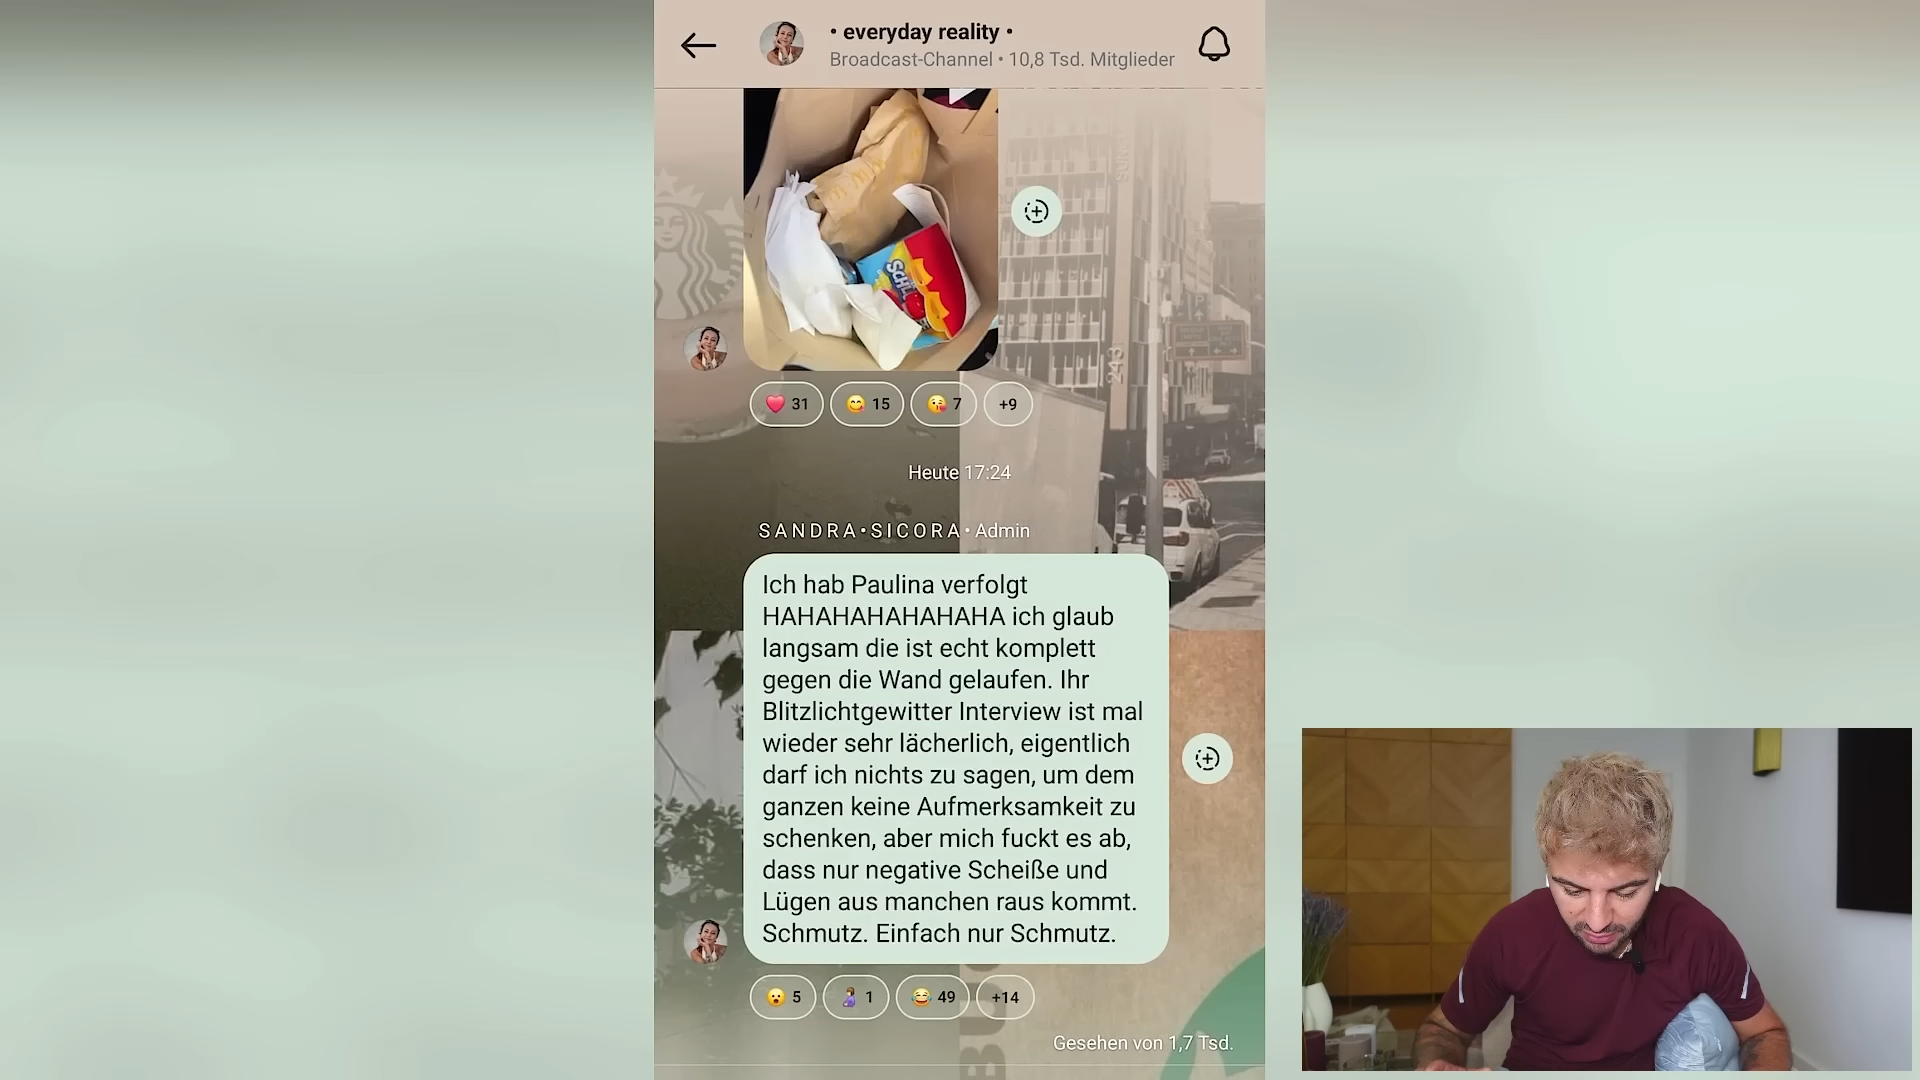 • everyday reality •
Broadcast-Channel • 10,8 Tsd. Mitglieder
31
15
7
+9
243
Heute 17:24
SANDRA•SICORA • Admin
Ich hab Paulina verfolgt
HAHAHAHAHAHAHA ich glaub
langsam die ist echt komplett
gegen die Wand gelaufen. Ihr
Blitzlichtgewitter Interview ist mal
wieder sehr lächerlich, eigentlich
darf ich nichts zu sagen, um dem
ganzen keine Aufmerksamkeit zu
schenken, aber mich fuckt es ab,
dass nur negative Scheiße und
Lügen aus manchen raus kommt.
Schmutz. Einfach nur Schmutz.
5
1
49
+14
Gesehen von 1,7 Tsd.